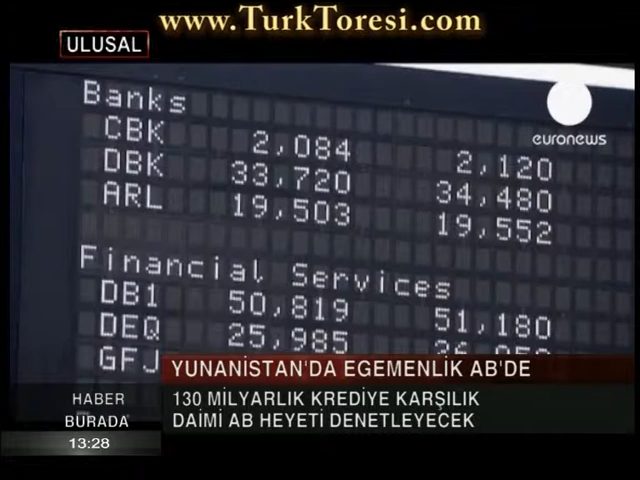 www.TurkToresi.com
ULUSAL
euronews
Banks
CBK 2,084 2,120
DBK 33,720 34,480
ARL 19,503 19,552
Financial Services
DB1 50,819 51,180
DEQ 25,985
GFJ
YUNANİSTAN'DA EGEMENLİK AB'DE
HABER BURADA
13:28
130 MİLYARLIK KREDİYE KARŞILIK
DAİMİ AB HEYETİ DENETLEYECEK